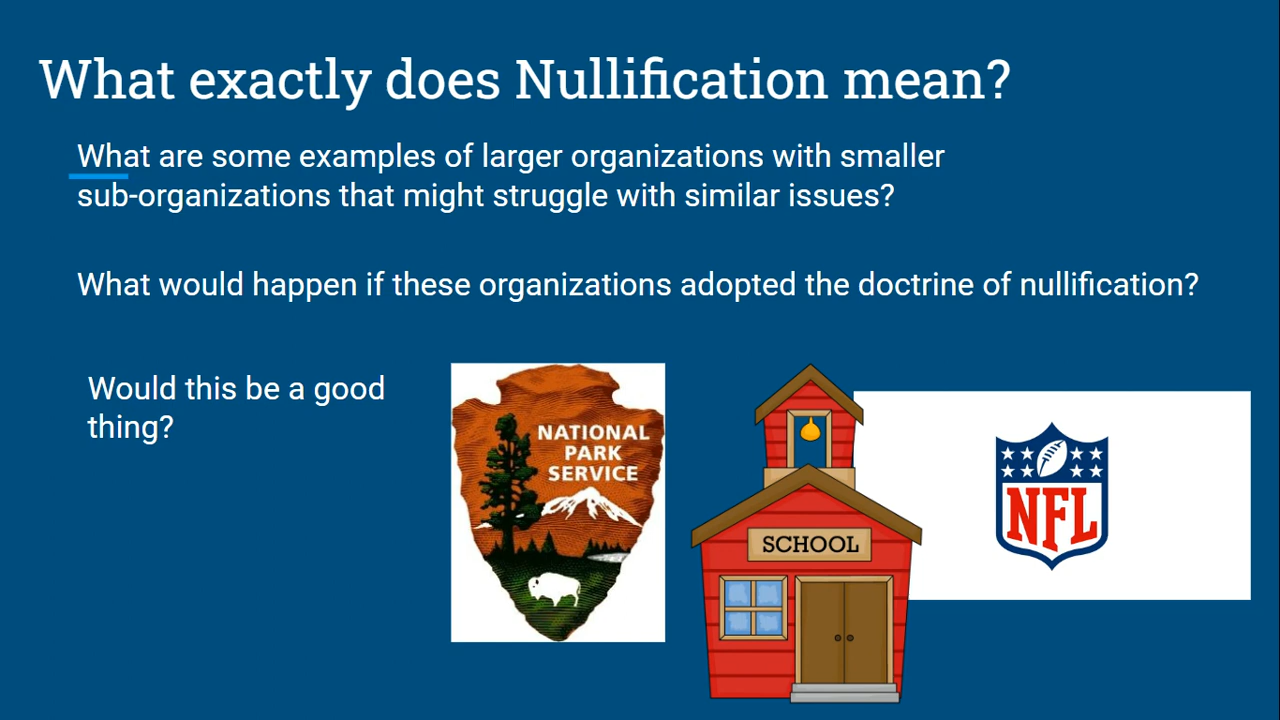 What exactly does Nullification mean?
What are some examples of larger organizations with smaller
sub-organizations that might struggle with similar issues?
What would happen if these organizations adopted the doctrine of nullification?
Would this be a good
thing?
NATIONAL
PARK
SERVICE
SCHOOL
NFL